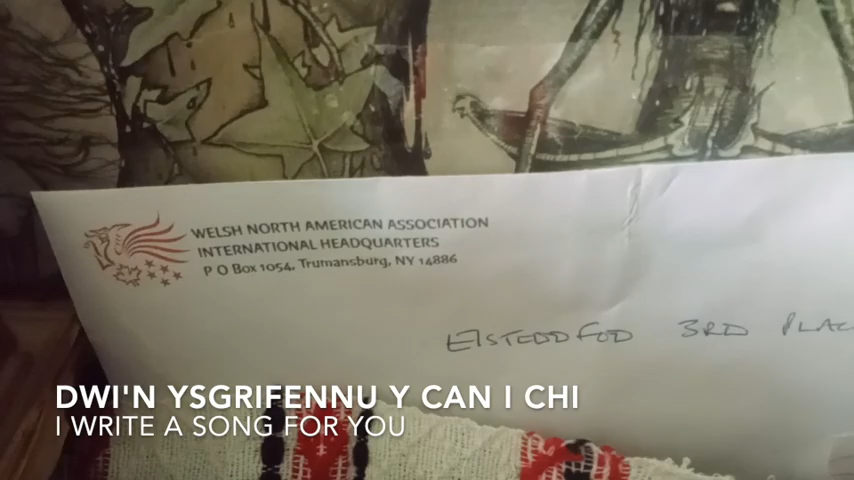 WELSH NORTH AMERICAN ASSOCIATION
INTERNATIONAL HEADQUARTERS
P O Box 1054, Trumansburg, NY 14886
EISTEDDFOD 3RD PLAC
DWI'N YSGRIFENNU Y CAN I CHI
I WRITE A SONG FOR YOU